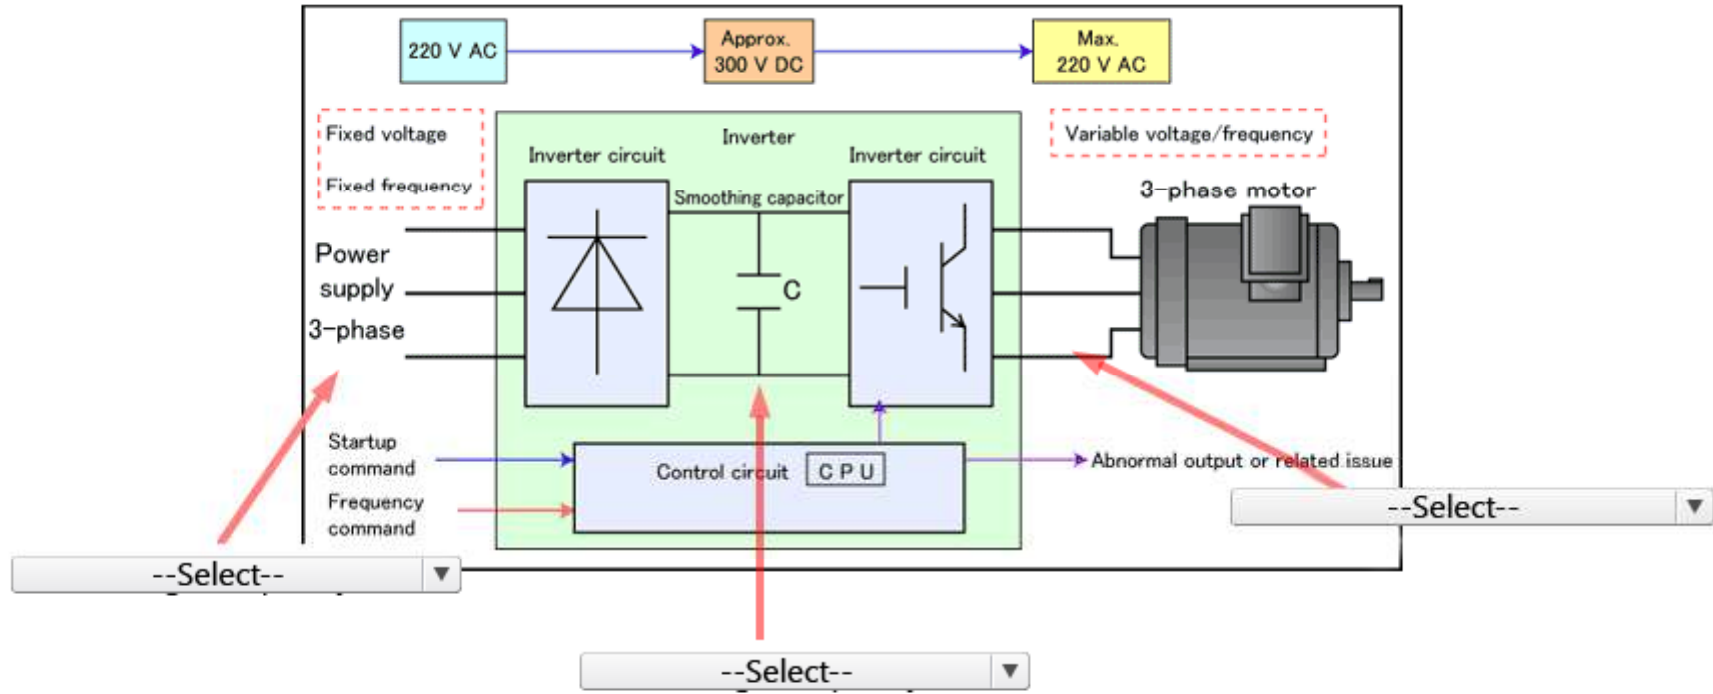 220 V AC
Approx.
300 V DC
Max.
220 V AC
Fixed voltage
Fixed frequency
Inverter
Inverter circuit
Inverter circuit
Variable voltage/frequency
3-phase motor
Smoothing capacitor
Power
supply
3-phase
C
Startup
command
Frequency
command
Control circuit
CPU
Abnormal output or related issue
--Select--
--Select--
--Select--